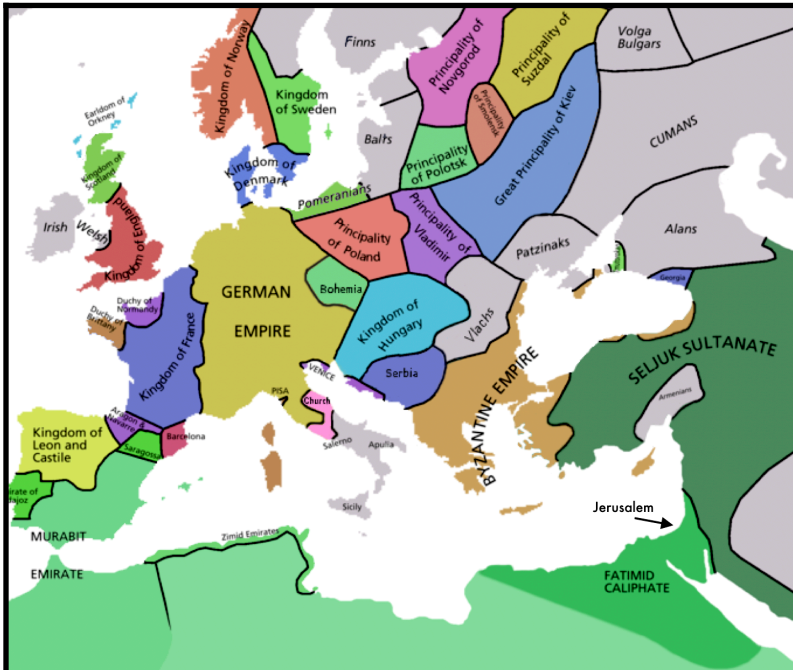 Finns
Volga
Bulgars
Kingdom of Norway
Kingdom
of Sweden
Principality of
Novgorod
Principality of
Suzdal
Principality
of Smolensk
Earldom of
Orkney
Kingdom of
Scotland
Balts
Principality
of Polotsk
Great Principality of Kiev
CUMANS
Kingdom of
Denmark
Pomeranians
Irish
Welsh
Kingdom of England
Principality
of Poland
Principality of
Vladimir
Patzinaks
Alans
Georgia
Duchy of
Normandy
Duchy of
Brittany
GERMAN
EMPIRE
Bohemia
Kingdom of
Hungary
Vlachs
Kingdom of France
VENICE
Serbia
SELJUK SULTANATE
BYZANTINE EMPIRE
PISA
Church
Armenians
Aragon &
Navarre
Barcelona
Saragossa
Kingdom of
Leon and
Castile
Salerno
Apulia
Sicily
irate of
dajoz
MURABIT
EMIRATE
Zimid Emirates
Jerusalem
FATIMID
CALIPHATE